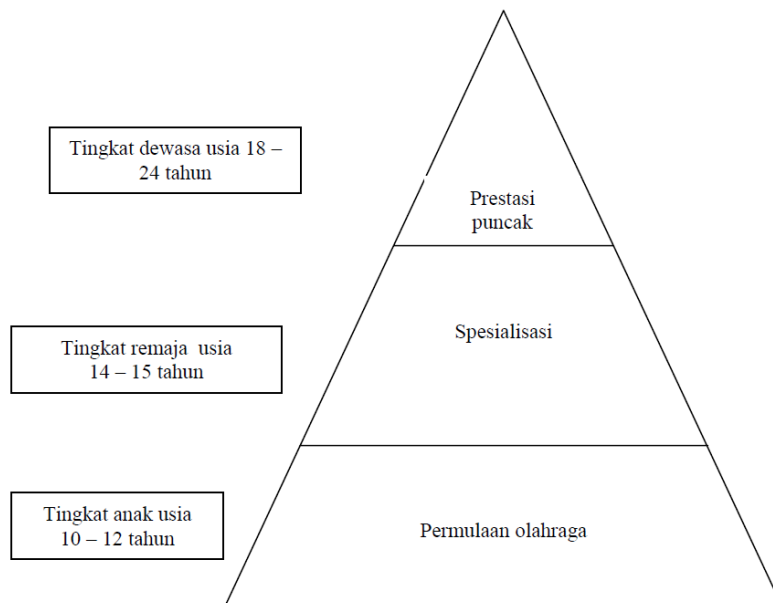 Tingkat dewasa usia 18 –
24 tahun
Prestasi
puncak
Tingkat remaja usia
14 – 15 tahun
Spesialisasi
Tingkat anak usia
10 – 12 tahun
Permulaan olahraga